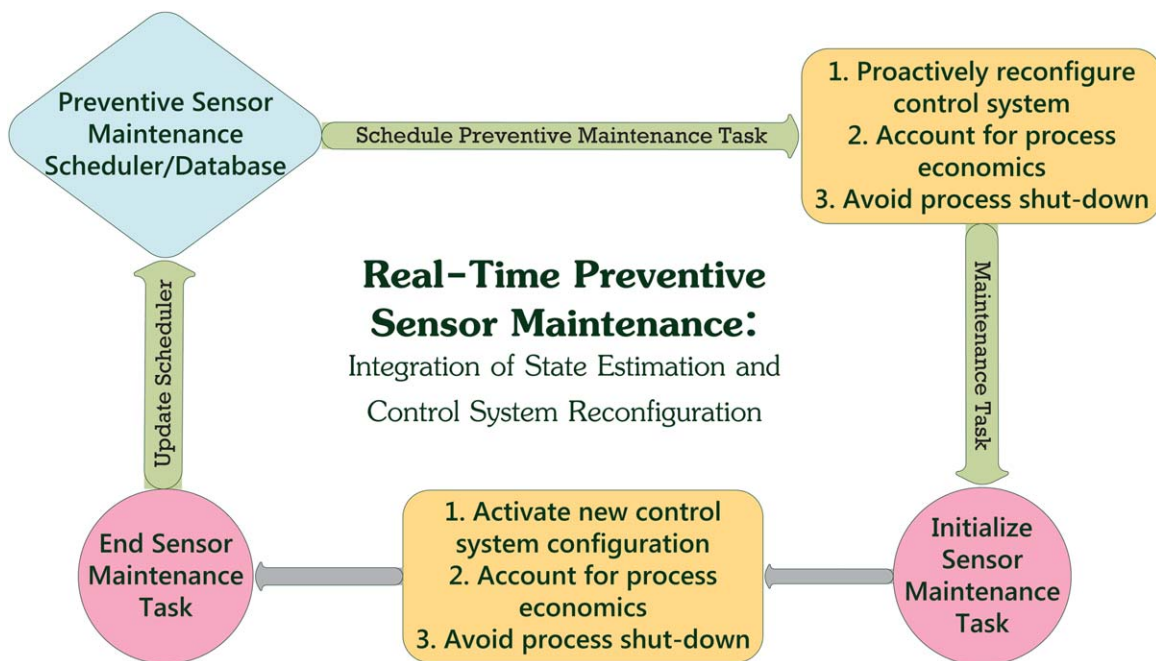 Preventive Sensor
Maintenance
Scheduler/Database
Schedule Preventive Maintenance Task
1. Proactively reconfigure
control system
2. Account for process
economics
3. Avoid process shut-down
Real-Time Preventive
Sensor Maintenance:
Integration of State Estimation and
Control System Reconfiguration
Maintenance Task
Update Scheduler
End Sensor
Maintenance
Task
1. Activate new control
system configuration
2. Account for process
economics
3. Avoid process shut-down
Initialize
Sensor
Maintenance
Task